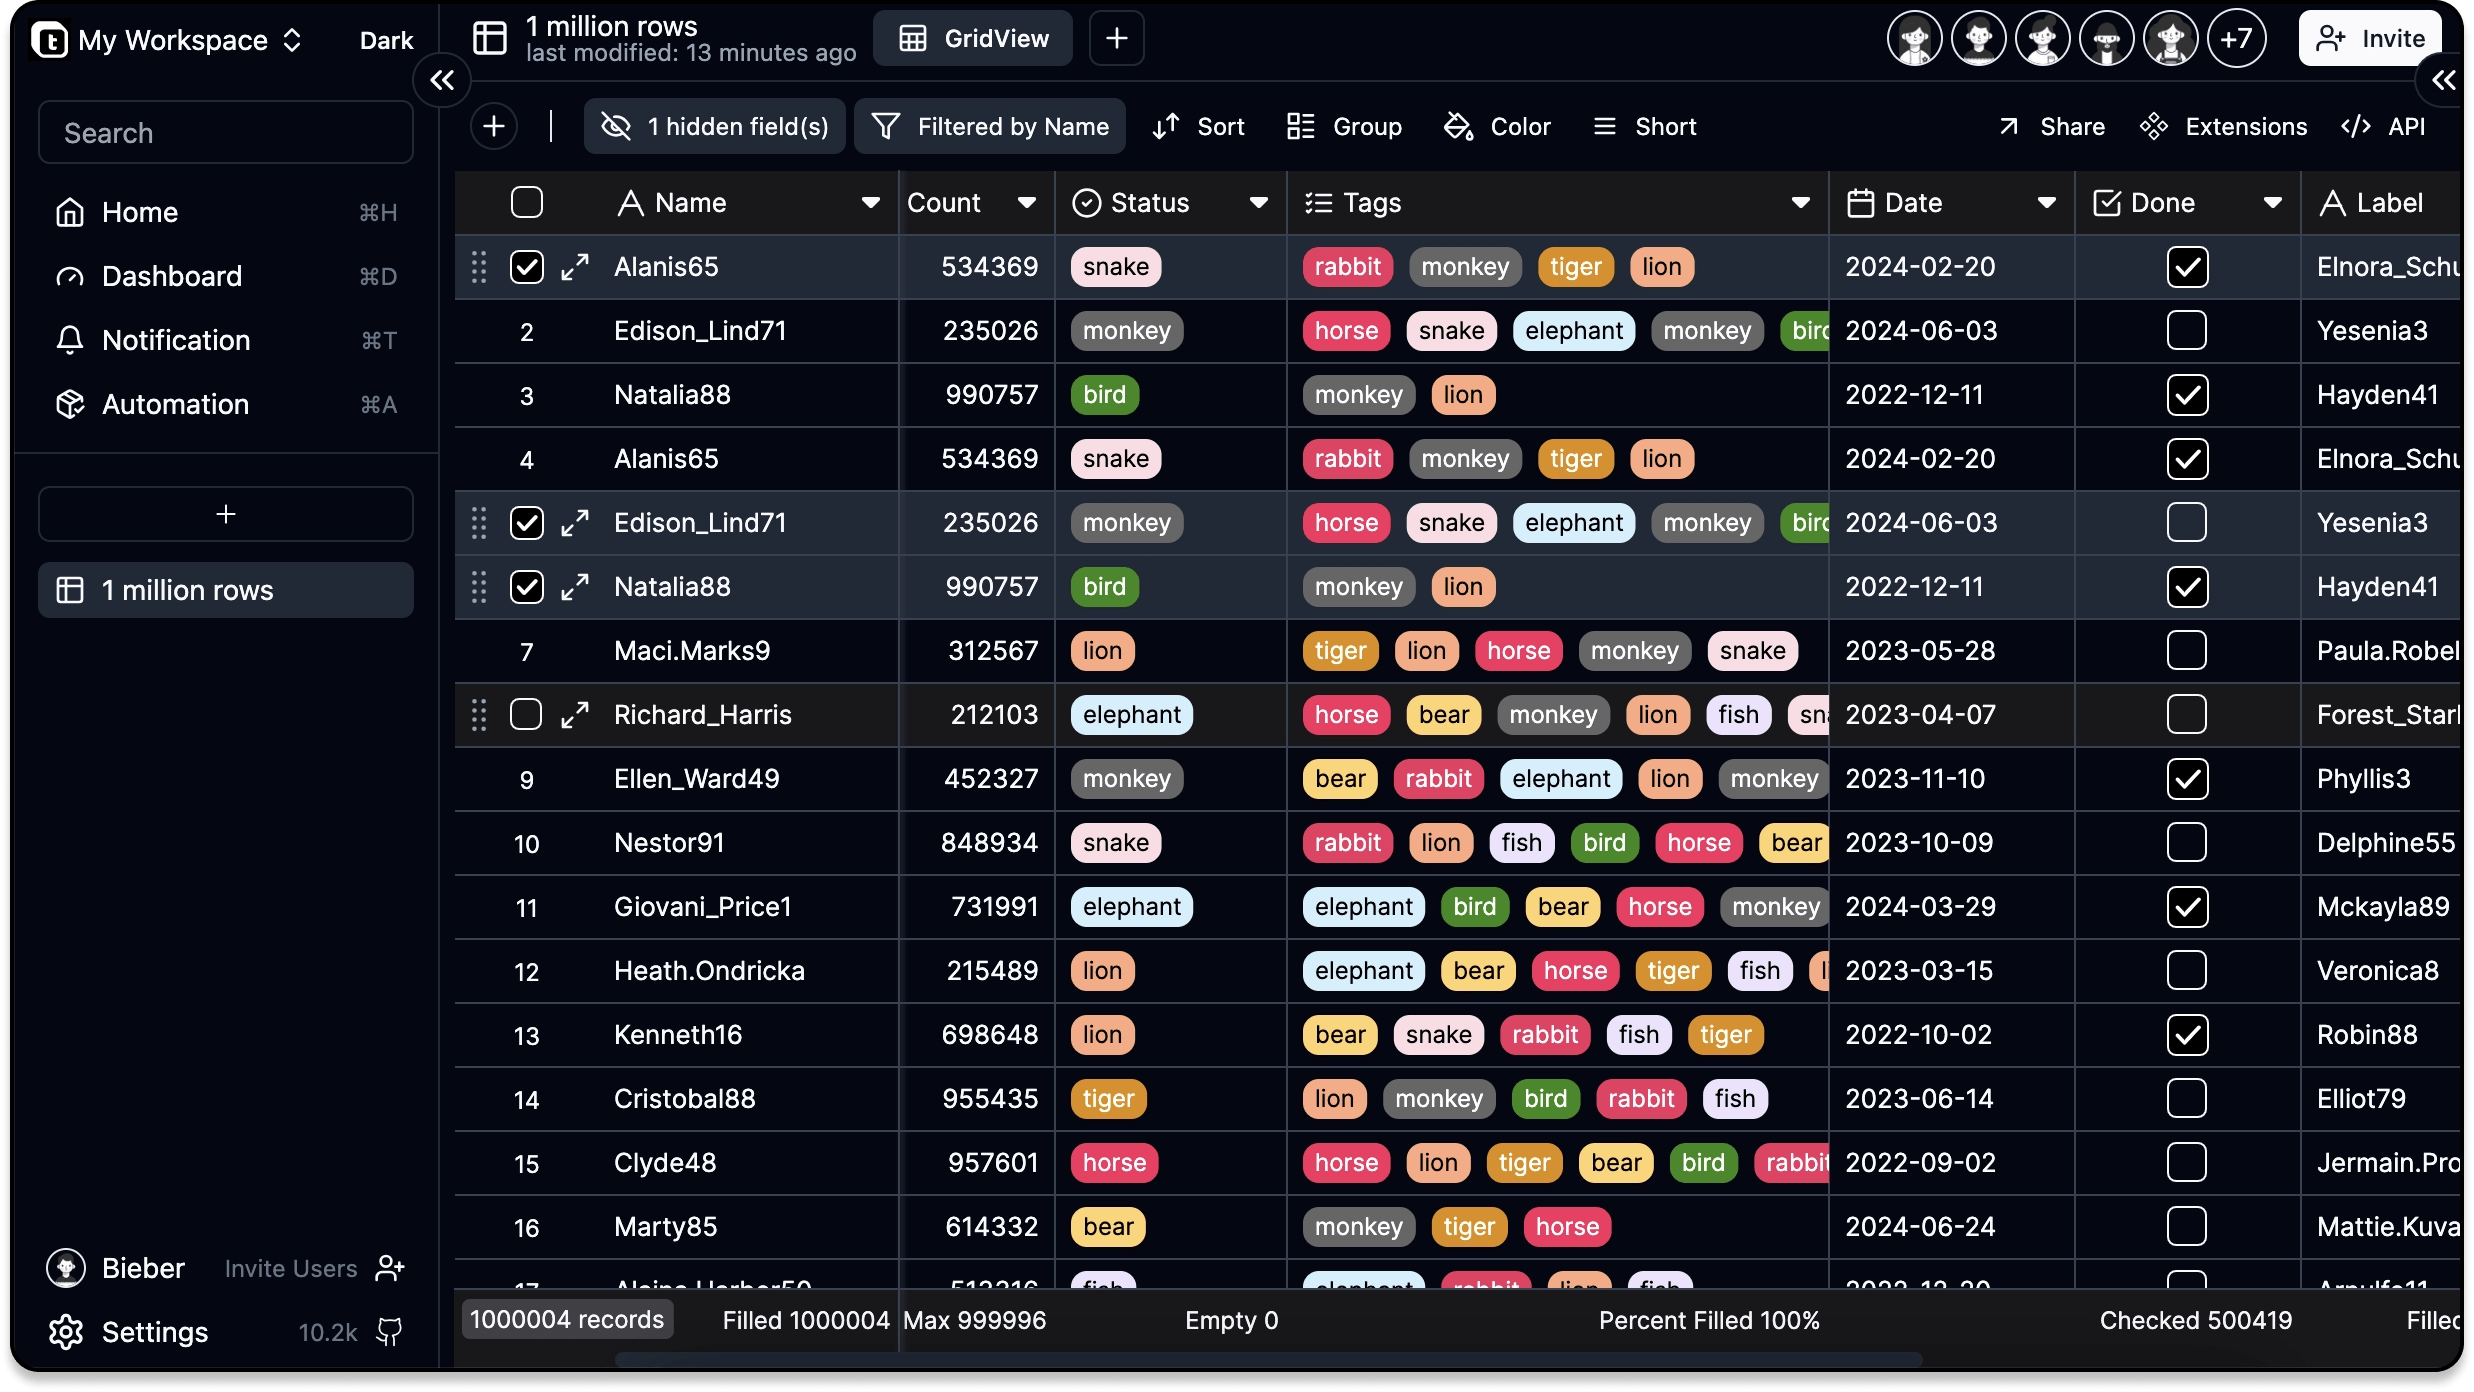 My Workspace Dark
1 million rows
last modified: 13 minutes ago
GridView
+7
Invite
Search
Home ⌘H
Dashboard ⌘D
Notification ⌘T
Automation ⌘A
1 million rows
Bieber Invite Users
Settings 10.2k
1 hidden field(s) Filtered by Name Sort Group Color Short Share Extensions API
Name Count Status Tags Date Done Label
Alanis65 534369 snake rabbit monkey tiger lion 2024-02-20 Elnora_Schu
2 Edison_Lind71 235026 monkey horse snake elephant monkey bird 2024-06-03 Yesenia3
3 Natalia88 990757 bird monkey lion 2022-12-11 Hayden41
4 Alanis65 534369 snake rabbit monkey tiger lion 2024-02-20 Elnora_Schu
Edison_Lind71 235026 monkey horse snake elephant monkey bird 2024-06-03 Yesenia3
Natalia88 990757 bird monkey lion 2022-12-11 Hayden41
7 Maci.Marks9 312567 lion tiger lion horse monkey snake 2023-05-28 Paula.Robel
Richard_Harris 212103 elephant horse bear monkey lion fish sna 2023-04-07 Forest_Starl
9 Ellen_Ward49 452327 monkey bear rabbit elephant lion monkey 2023-11-10 Phyllis3
10 Nestor91 848934 snake rabbit lion fish bird horse bear 2023-10-09 Delphine55
11 Giovani_Price1 731991 elephant elephant bird bear horse monkey 2024-03-29 Mckayla89
12 Heath.Ondricka 215489 lion elephant bear horse tiger fish li 2023-03-15 Veronica8
13 Kenneth16 698648 lion bear snake rabbit fish tiger 2022-10-02 Robin88
14 Cristobal88 955435 tiger lion monkey bird rabbit fish 2023-06-14 Elliot79
15 Clyde48 957601 horse horse lion tiger bear bird rabbit 2022-09-02 Jermain.Pro
16 Marty85 614332 bear monkey tiger horse 2024-06-24 Mattie.Kuva
17 fish elephant rabbit lion fish
1000004 records Filled 1000004 Max 999996 Empty 0 Percent Filled 100% Checked 500419 Filled